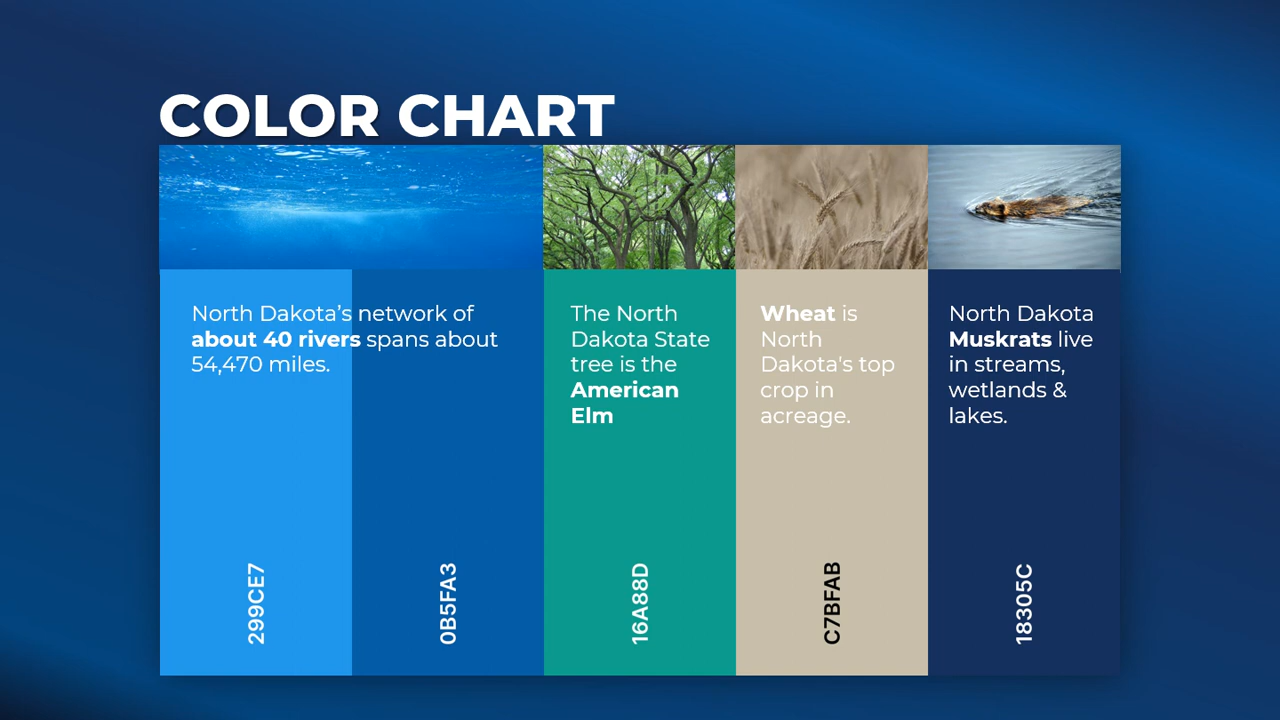 COLOR CHART
North Dakota’s network of
about 40 rivers spans about
54,470 miles.
The North
Dakota State
tree is the
American
Elm
Wheat is
North
Dakota's top
crop in
acreage.
North Dakota
Muskrats live
in streams,
wetlands &
lakes.
299CE7
0B5FA3
16A88D
C7BFAB
18305C